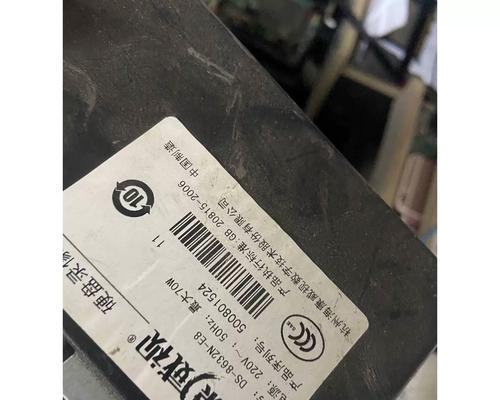 威视®
硬盘录
DS-8632N-E8
源: 220V～; 50Hz; 最大70W
产品序列号: 500801524 11
产品执行标准:GB 20815-2006
杭州海康威视数字技术股份有限公司
中国制造
10
CCC